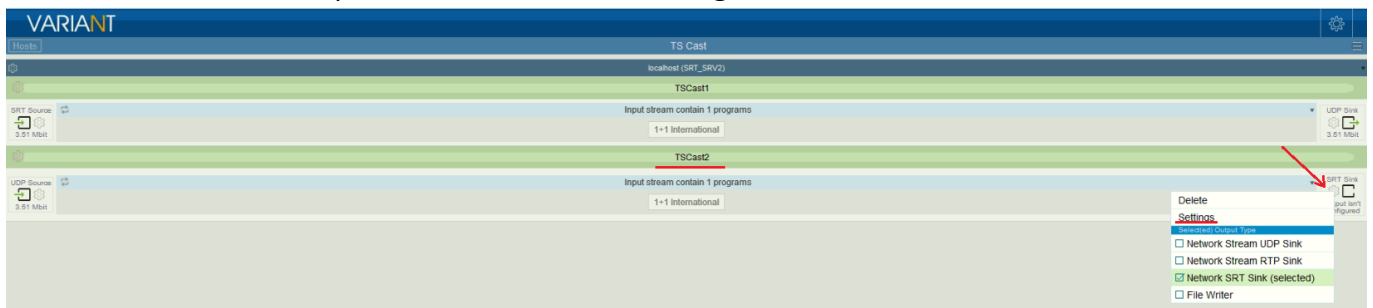 VARIANT
Hosts
TS Cast
localhost (SRT_SRV2)
TSCast1
SRT Source
Input stream contain 1 programs
UDP Sink
3.51 Mbit
1+1 International
3.51 Mbit
TSCast2
UDP Source
Input stream contain 1 programs
SRT Sink
3.51 Mbit
1+1 International
Delete
Settings
Select(ed) Output Type
Network Stream UDP Sink
Network Stream RTP Sink
Network SRT Sink (selected)
File Writer